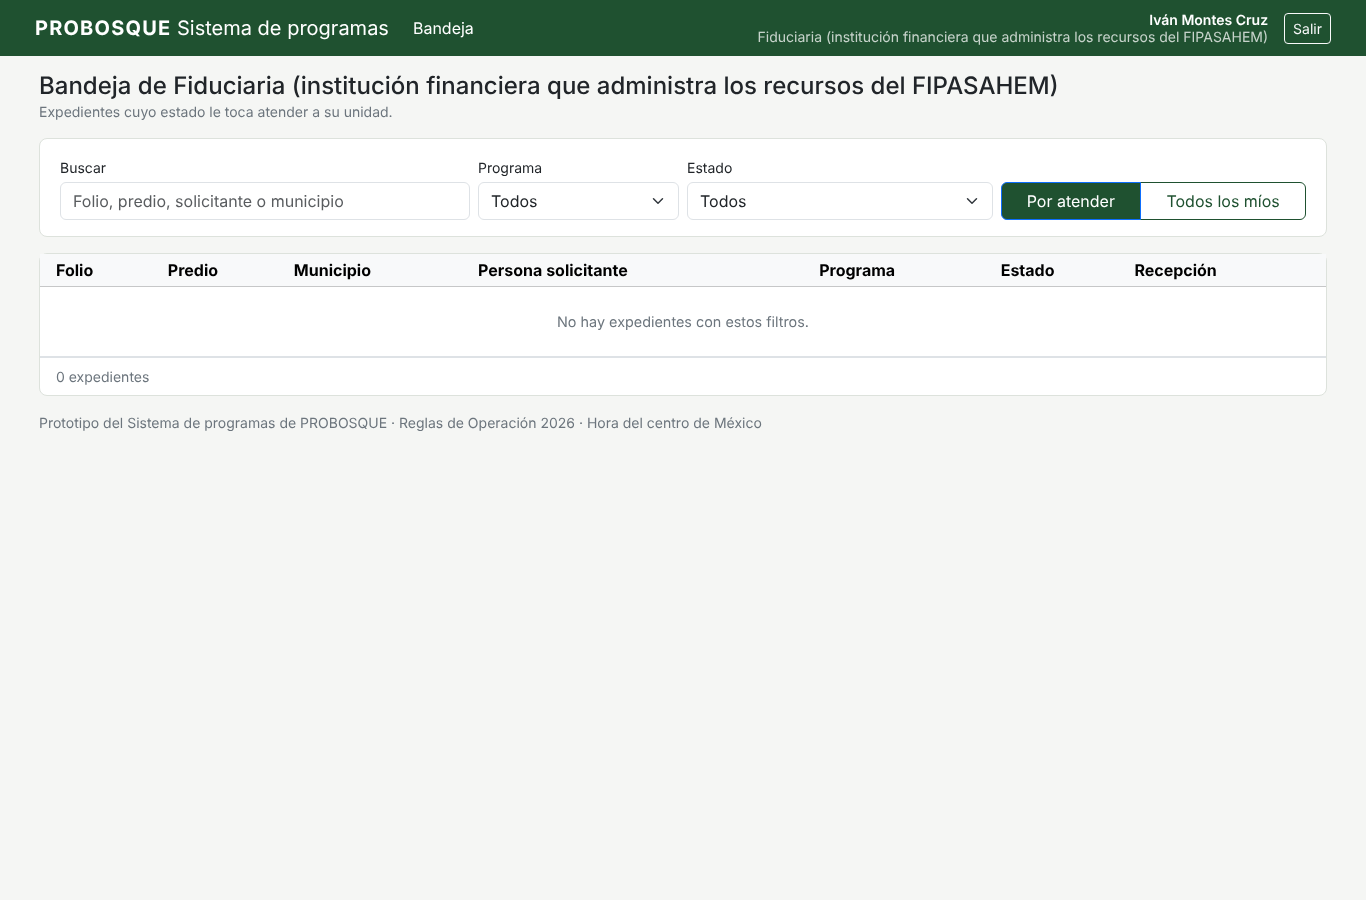 PROBOSQUE Sistema de programas Bandeja
Iván Montes Cruz
Fiduciaria (institución financiera que administra los recursos del FIPASAHEM)
Salir
Bandeja de Fiduciaria (institución financiera que administra los recursos del FIPASAHEM)
Expedientes cuyo estado le toca atender a su unidad.
Buscar Programa Estado
Folio, predio, solicitante o municipio Todos Todos Por atender Todos los míos
Folio Predio Municipio Persona solicitante Programa Estado Recepción
No hay expedientes con estos filtros.
0 expedientes
Prototipo del Sistema de programas de PROBOSQUE · Reglas de Operación 2026 · Hora del centro de México